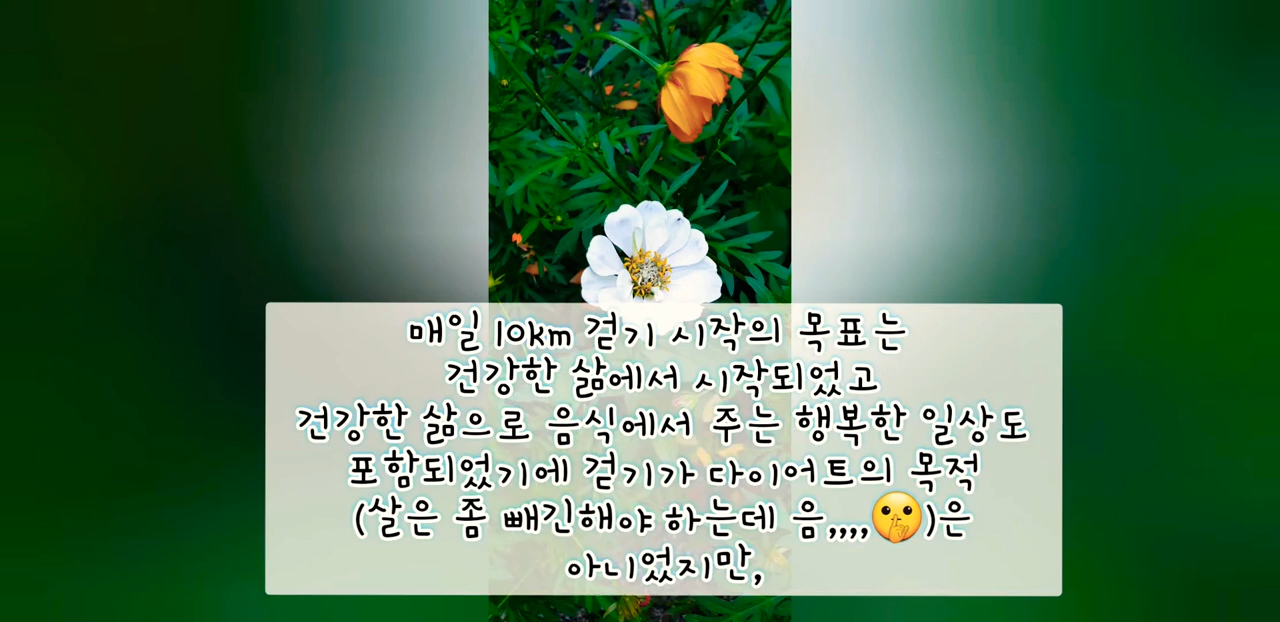 매일 10km 걷기 시작의 목표는
건강한 삶에서 시작되었고
건강한 삶으로 음식에서 주는 행복한 일상도
포함되었기에 걷기가 다이어트의 목적
(살은 좀 빼긴해야 하는데 음,,,,🤫)은
아니었지만,